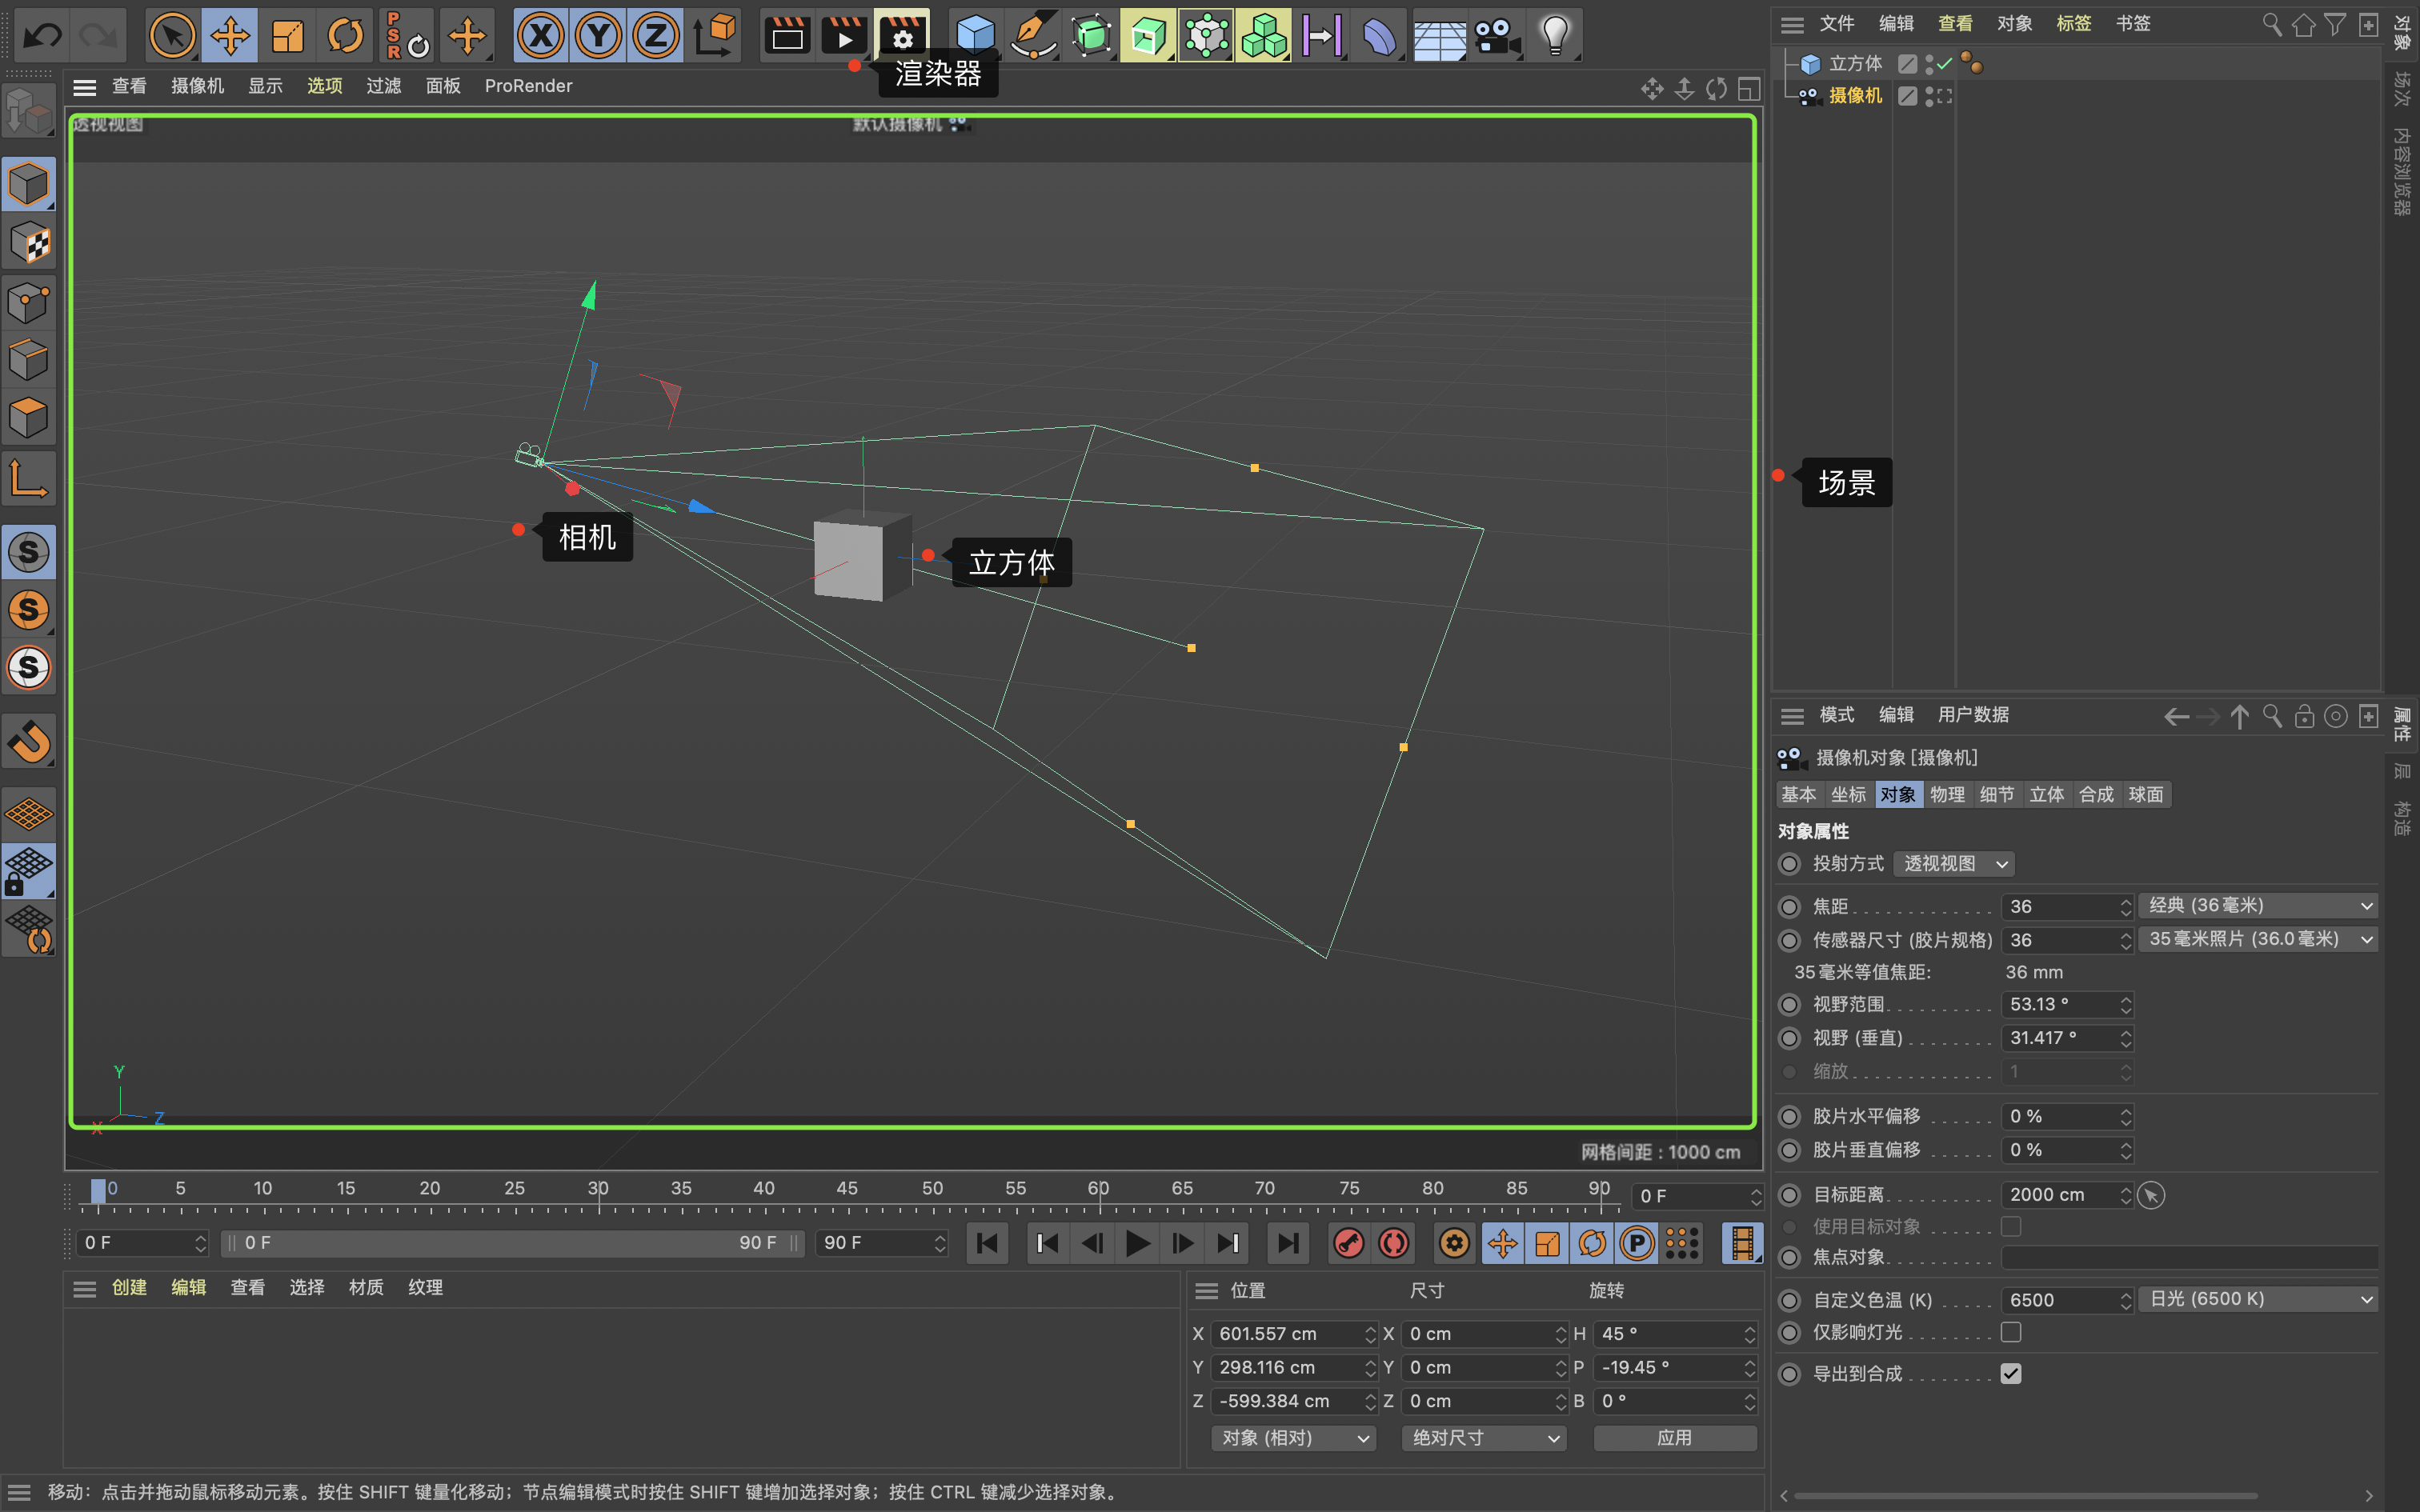 P
S
R
X Y Z
渲染器
文件 编辑 查看 对象 标签 书签
查看 摄像机 显示 选项 过滤 面板 ProRender
透视视图
默认摄像机
立方体
摄像机
对象
场次
内容浏览器
相机
立方体
场景
S
S
S
Y
Z
X
网格间距 : 1000 cm
模式 编辑 用户数据
属性
层
构造
摄像机对象 [摄像机]
基本 坐标 对象 物理 细节 立体 合成 球面
对象属性
投射方式 透视视图
焦距 36 经典 (36 毫米)
传感器尺寸 (胶片规格) 36 35 毫米照片 (36.0 毫米)
35 毫米等值焦距: 36 mm
视野范围 53.13 °
视野 (垂直) 31.417 °
缩放 1
胶片水平偏移 0 %
胶片垂直偏移 0 %
目标距离 2000 cm
使用目标对象
焦点对象
自定义色温 (K) 6500 日光 (6500 K)
仅影响灯光
导出到合成
0 5 10 15 20 25 30 35 40 45 50 55 60 65 70 75 80 85 90 0 F
0 F 0 F 90 F 90 F P
创建 编辑 查看 选择 材质 纹理
位置 尺寸 旋转
X 601.557 cm X 0 cm H 45 °
Y 298.116 cm Y 0 cm P -19.45 °
Z -599.384 cm Z 0 cm B 0 °
对象 (相对) 绝对尺寸 应用
移动：点击并拖动鼠标移动元素。按住 SHIFT 键量化移动；节点编辑模式时按住 SHIFT 键增加选择对象；按住 CTRL 键减少选择对象。